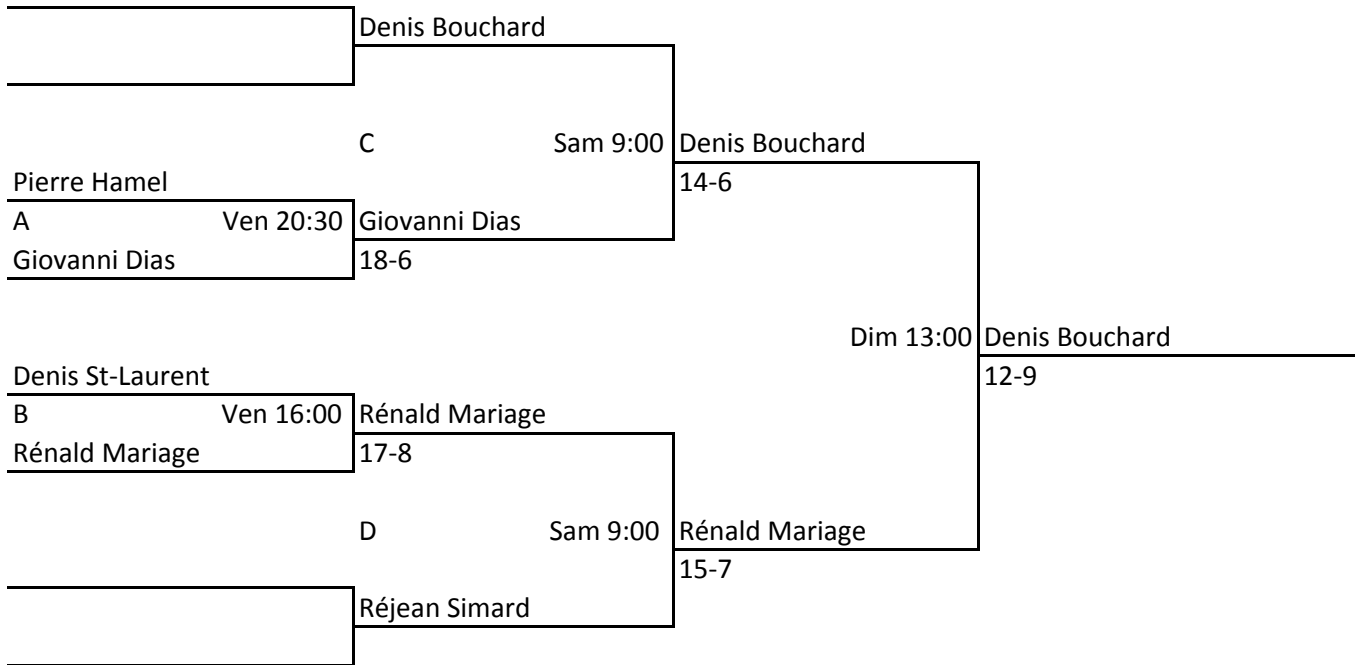 Denis Bouchard
C Sam 9:00 Denis Bouchard
Pierre Hamel 14-6
A Ven 20:30 Giovanni Dias
Giovanni Dias 18-6
Dim 13:00 Denis Bouchard
Denis St-Laurent 12-9
B Ven 16:00 Rénald Mariage
Rénald Mariage 17-8
D Sam 9:00 Rénald Mariage
15-7
Réjean Simard